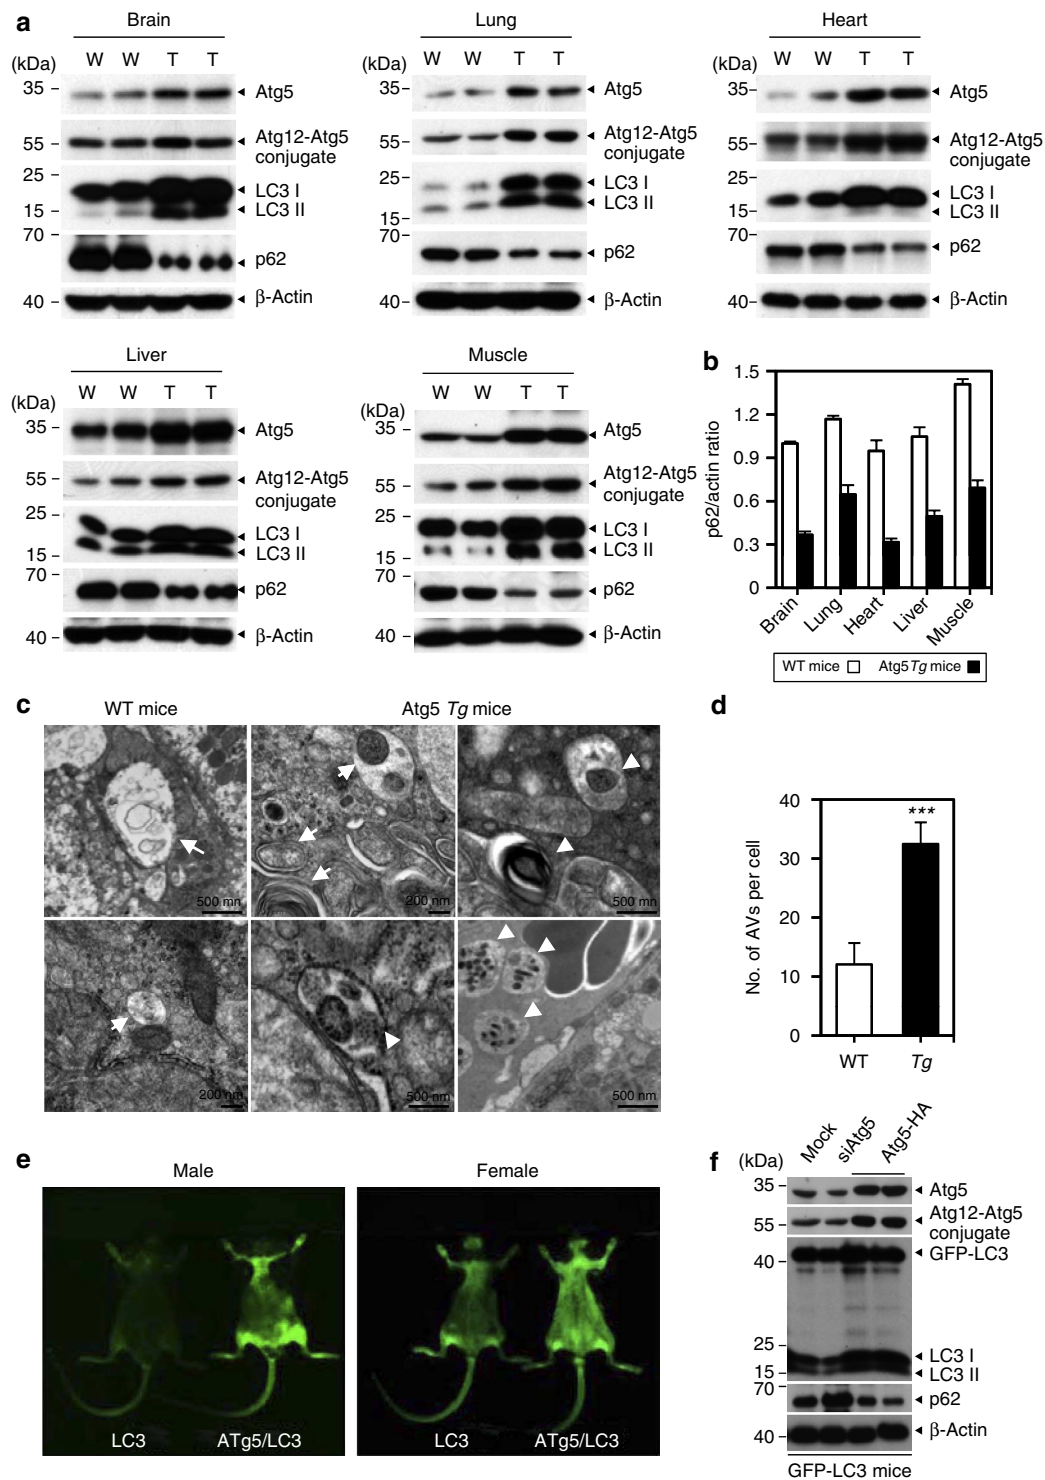 a
Brain
W W T T
(kDa)
35
Atg5
55
Atg12-Atg5
conjugate
25
LC3 I
15
LC3 II
70
p62
40
β-Actin
Lung
W W T T
(kDa)
35
Atg5
55
Atg12-Atg5
conjugate
25
LC3 I
LC3 II
15
70
p62
40
β-Actin
Heart
W W T T
(kDa)
35
Atg5
55
Atg12-Atg5
conjugate
25
LC3 I
15
LC3 II
70
p62
40
β-Actin
Liver
W W T T
(kDa)
35
Atg5
55
Atg12-Atg5
conjugate
25
LC3 I
15
LC3 II
70
p62
40
β-Actin
Muscle
W W T T
(kDa)
35
Atg5
55
Atg12-Atg5
conjugate
25
LC3 I
LC3 II
15
70
p62
40
β-Actin
b
p62/actin ratio
1.5
1.2
0.9
0.6
0.3
0
Brain
Lung
Heart
Liver
Muscle
WT mice Atg5 Tg mice
c
WT mice
Atg5 Tg mice
500 mn
200 nm
500 mn
200 nm
500 nm
500 nm
d
No. of AVs per cell
40
30
20
10
0
***
WT
Tg
e
Male
LC3 ATg5/LC3
Female
LC3 ATg5/LC3
f
Mock
siAtg5
Atg5-HA
(kDa)
35
Atg5
55
Atg12-Atg5
conjugate
GFP-LC3
40
25
LC3 I
15
LC3 II
70
p62
40
β-Actin
GFP-LC3 mice